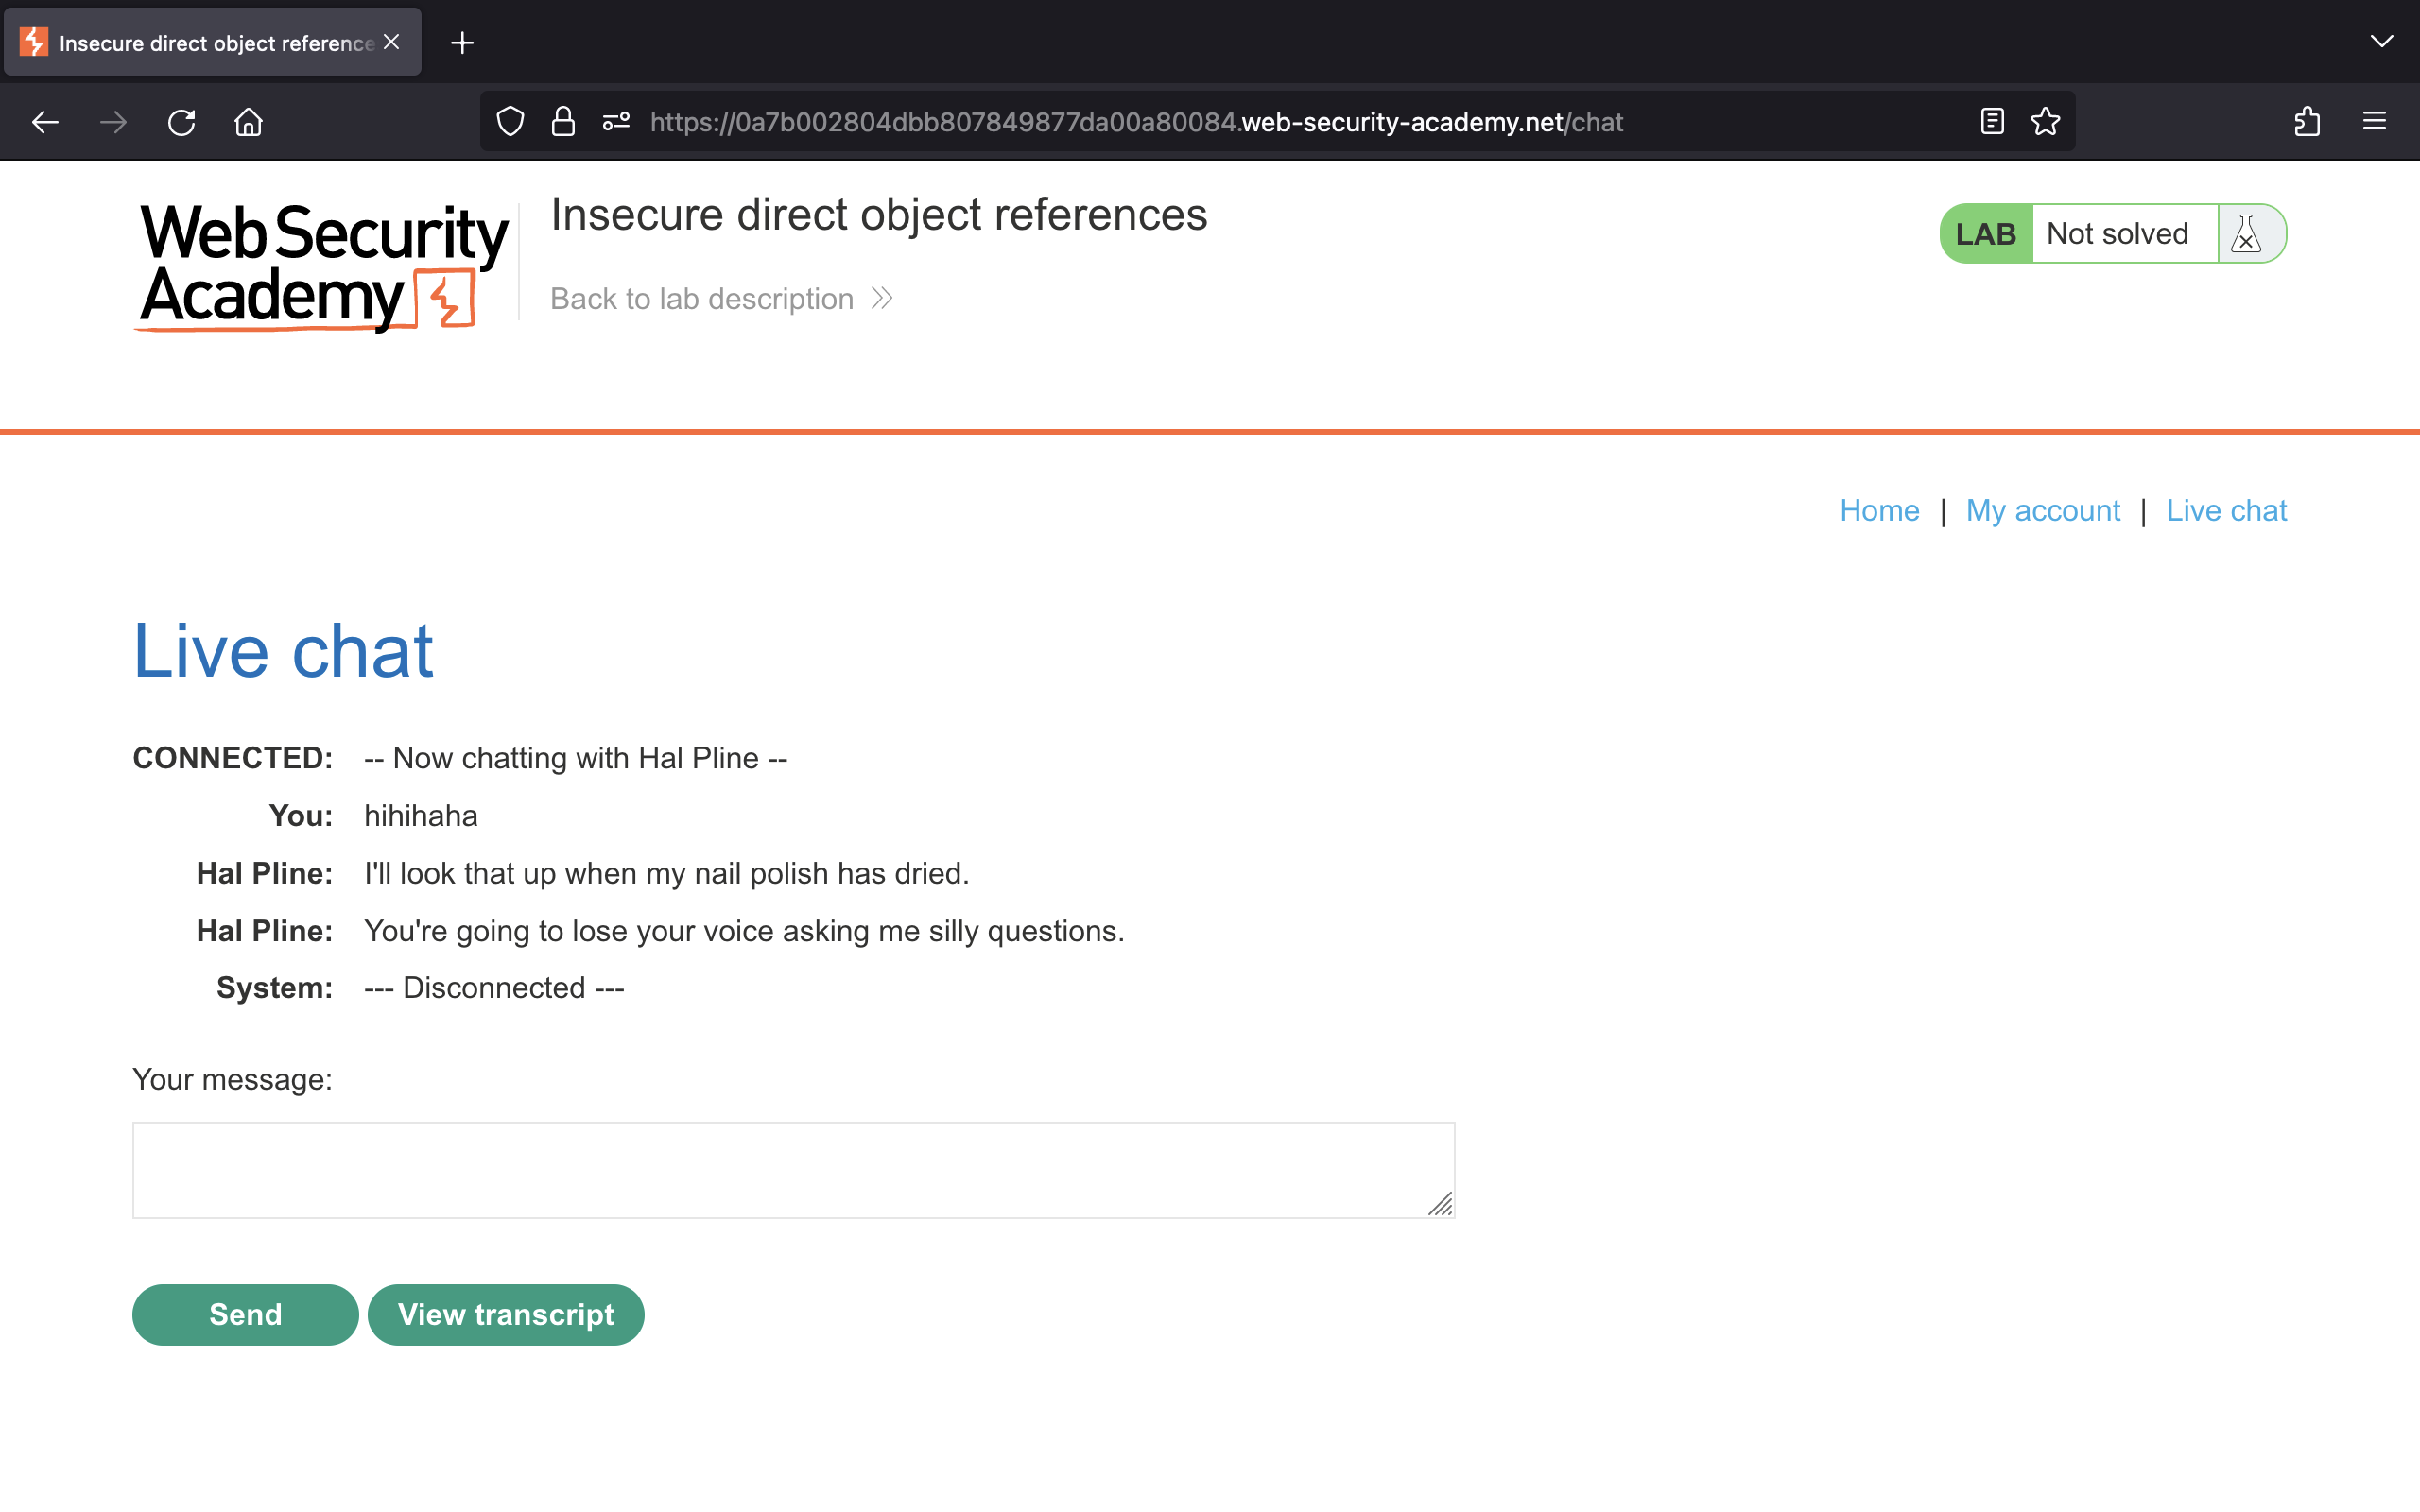 Insecure direct object reference
https://0a7b002804dbb807849877da00a80084.web-security-academy.net/chat
Web Security
Academy
Insecure direct object references
Back to lab description
LAB Not solved
Home | My account | Live chat
Live chat
CONNECTED: -- Now chatting with Hal Pline --
You: hihihaha
Hal Pline: I'll look that up when my nail polish has dried.
Hal Pline: You're going to lose your voice asking me silly questions.
System: --- Disconnected ---
Your message:
Send View transcript